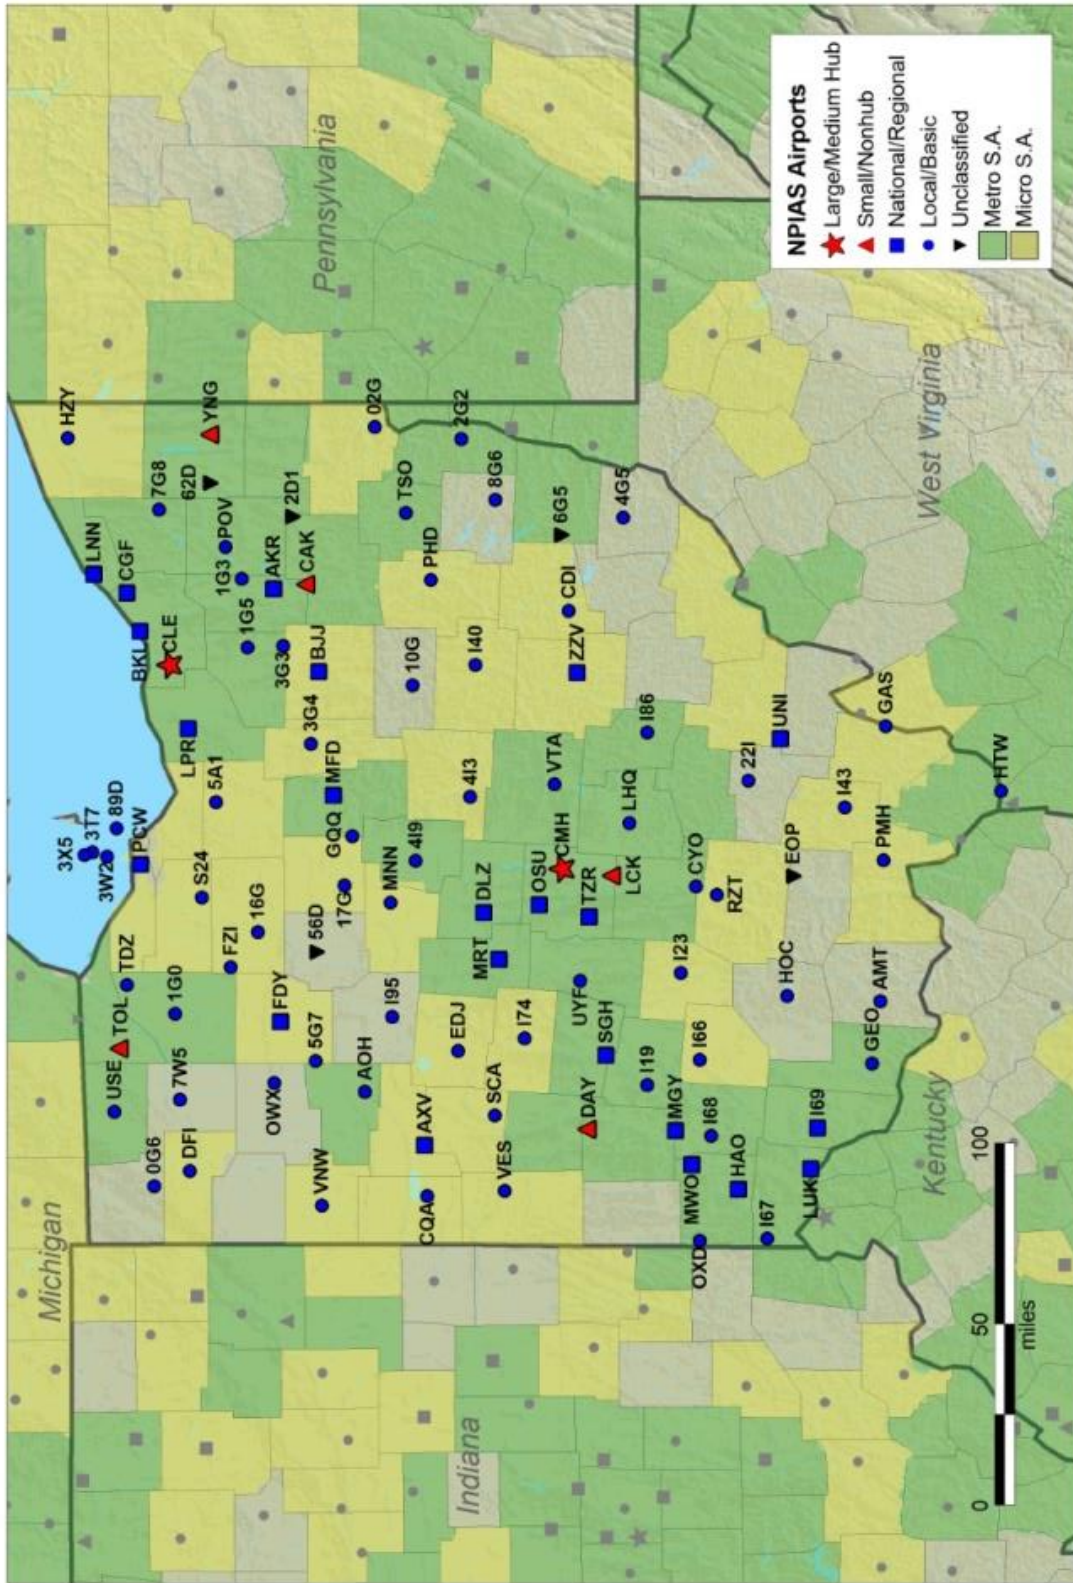 Michigan
Indiana
Pennsylvania
West Virginia
Kentucky
HZY
LNN
CGF
7G8
62D
YNG
BKL
CLE
POV
1G3
2D1
AKR
CAK
1G5
3G3
BJJ
LPR
3X5
3T7
89D
3W2
PCW
5A1
3G4
MFD
S24
GQQ
TDZ
TOL
USE
1G0
FZI
16G
17G
56D
MNN
4I9
7W5
0G6
DFI
FDY
OWX
5G7
AOH
I95
VNW
02G
TSO
2G2
PHD
8G6
10G
I40
4I3
6G5
4G5
CDI
ZZV
EDJ
AXV
CQA
MRT
DLZ
OSU
VTA
CMH
I74
SCA
VES
TZR
LCK
LHQ
I86
UYF
SGH
DAY
I19
I23
CYO
RZT
MGY
I68
I66
MWO
HAO
OXD
I67
22I
UNI
EOP
HOC
I69
LUK
I43
GAS
PMH
AMT
GEO
HTW
NPIAS Airports
Large/Medium Hub
Small/Nonhub
National/Regional
Local/Basic
Unclassified
Metro S.A.
Micro S.A.
0 50 100
miles